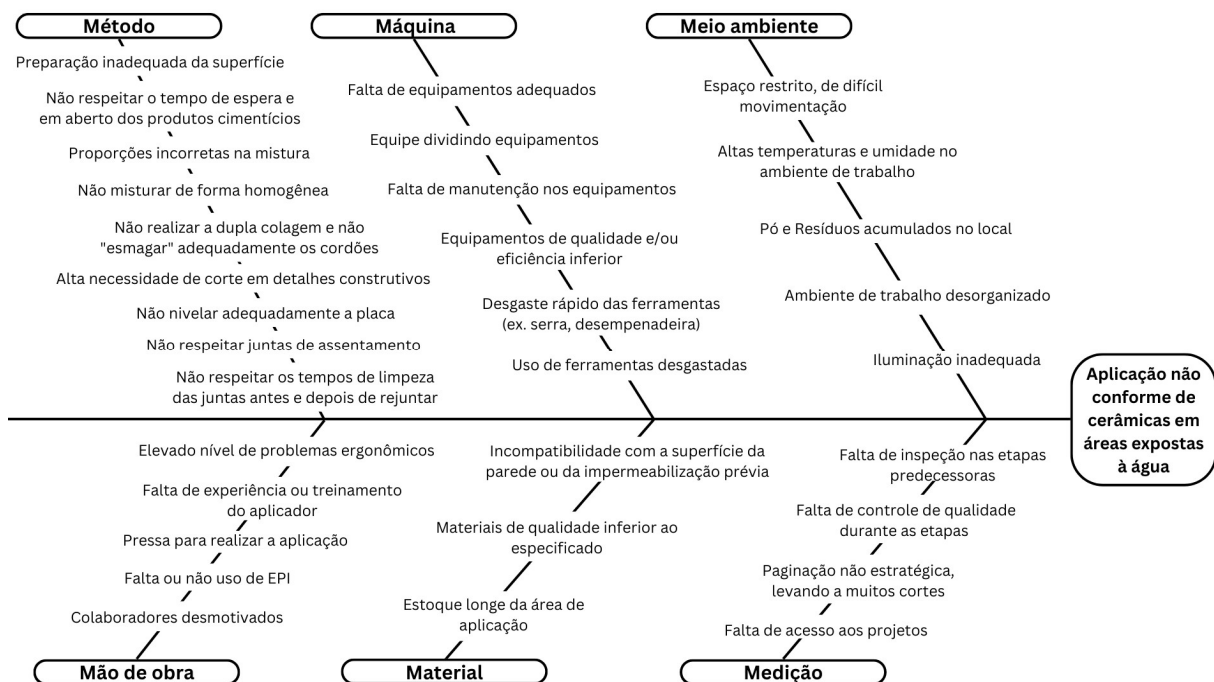 Método
Preparação inadequada da superfície
Não respeitar o tempo de espera e
em aberto dos produtos cimentícios
Proporções incorretas na mistura
Não misturar de forma homogênea
Não realizar a dupla colagem e não
"esmagar" adequadamente os cordões
Alta necessidade de corte em detalhes construtivos
Não nivelar adequadamente a placa
Não respeitar juntas de assentamento
Não respeitar os tempos de limpeza
das juntas antes e depois de rejuntar
Máquina
Falta de equipamentos adequados
Equipe dividindo equipamentos
Falta de manutenção nos equipamentos
Equipamentos de qualidade e/ou
eficiência inferior
Desgaste rápido das ferramentas
(ex. serra, desempenadeira)
Uso de ferramentas desgastadas
Meio ambiente
Espaço restrito, de difícil
movimentação
Altas temperaturas e umidade no
ambiente de trabalho
Pó e Resíduos acumulados no local
Ambiente de trabalho desorganizado
Iluminação inadequada
Aplicação não
conforme de
cerâmicas em
áreas expostas
à água
Elevado nível de problemas ergonômicos
Falta de experiência ou treinamento
do aplicador
Pressa para realizar a aplicação
Falta ou não uso de EPI
Colaboradores desmotivados
Mão de obra
Incompatibilidade com a superfície da
parede ou da impermeabilização prévia
Materiais de qualidade inferior ao
especificado
Estoque longe da área de
aplicação
Material
Falta de inspeção nas etapas
predecessoras
Falta de controle de qualidade
durante as etapas
Paginação não estratégica,
levando a muitos cortes
Falta de acesso aos projetos
Medição